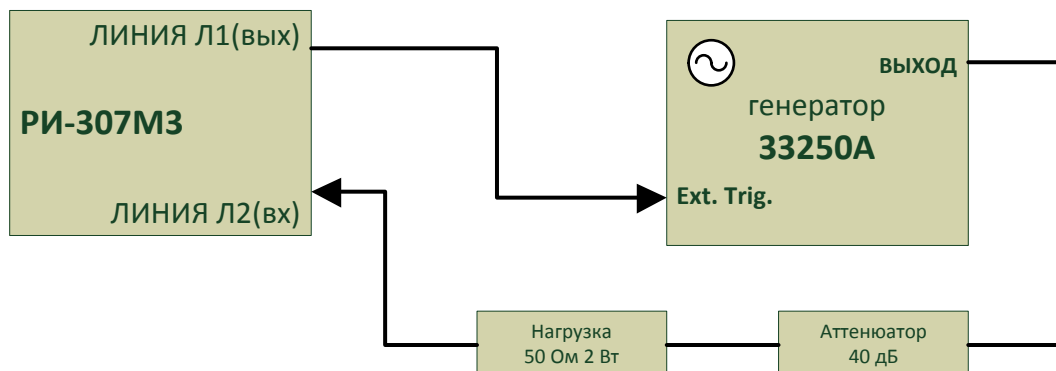 ЛИНИЯ Л1(вых)
РИ-307М3
ЛИНИЯ Л2(вх)
ВЫХОД
генератор
33250А
Ext. Trig.
Нагрузка
50 Ом 2 Вт
Аттенюатор
40 дБ